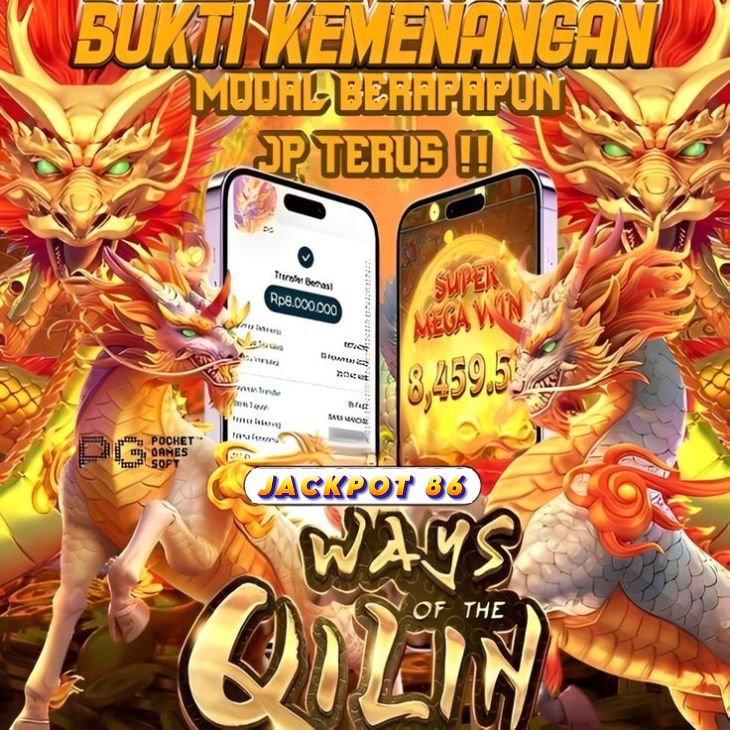 BUKTI KEMENANGAN
MODAL BERAPAPUN
JP TERUS !!
Transfer Berhasil
Rp8.000.000
SUPER
MEGA WIN
8,459.5
PG POCKET
GAMES
SOFT
JACKPOT 86
WAYS
OF THE
QILIN